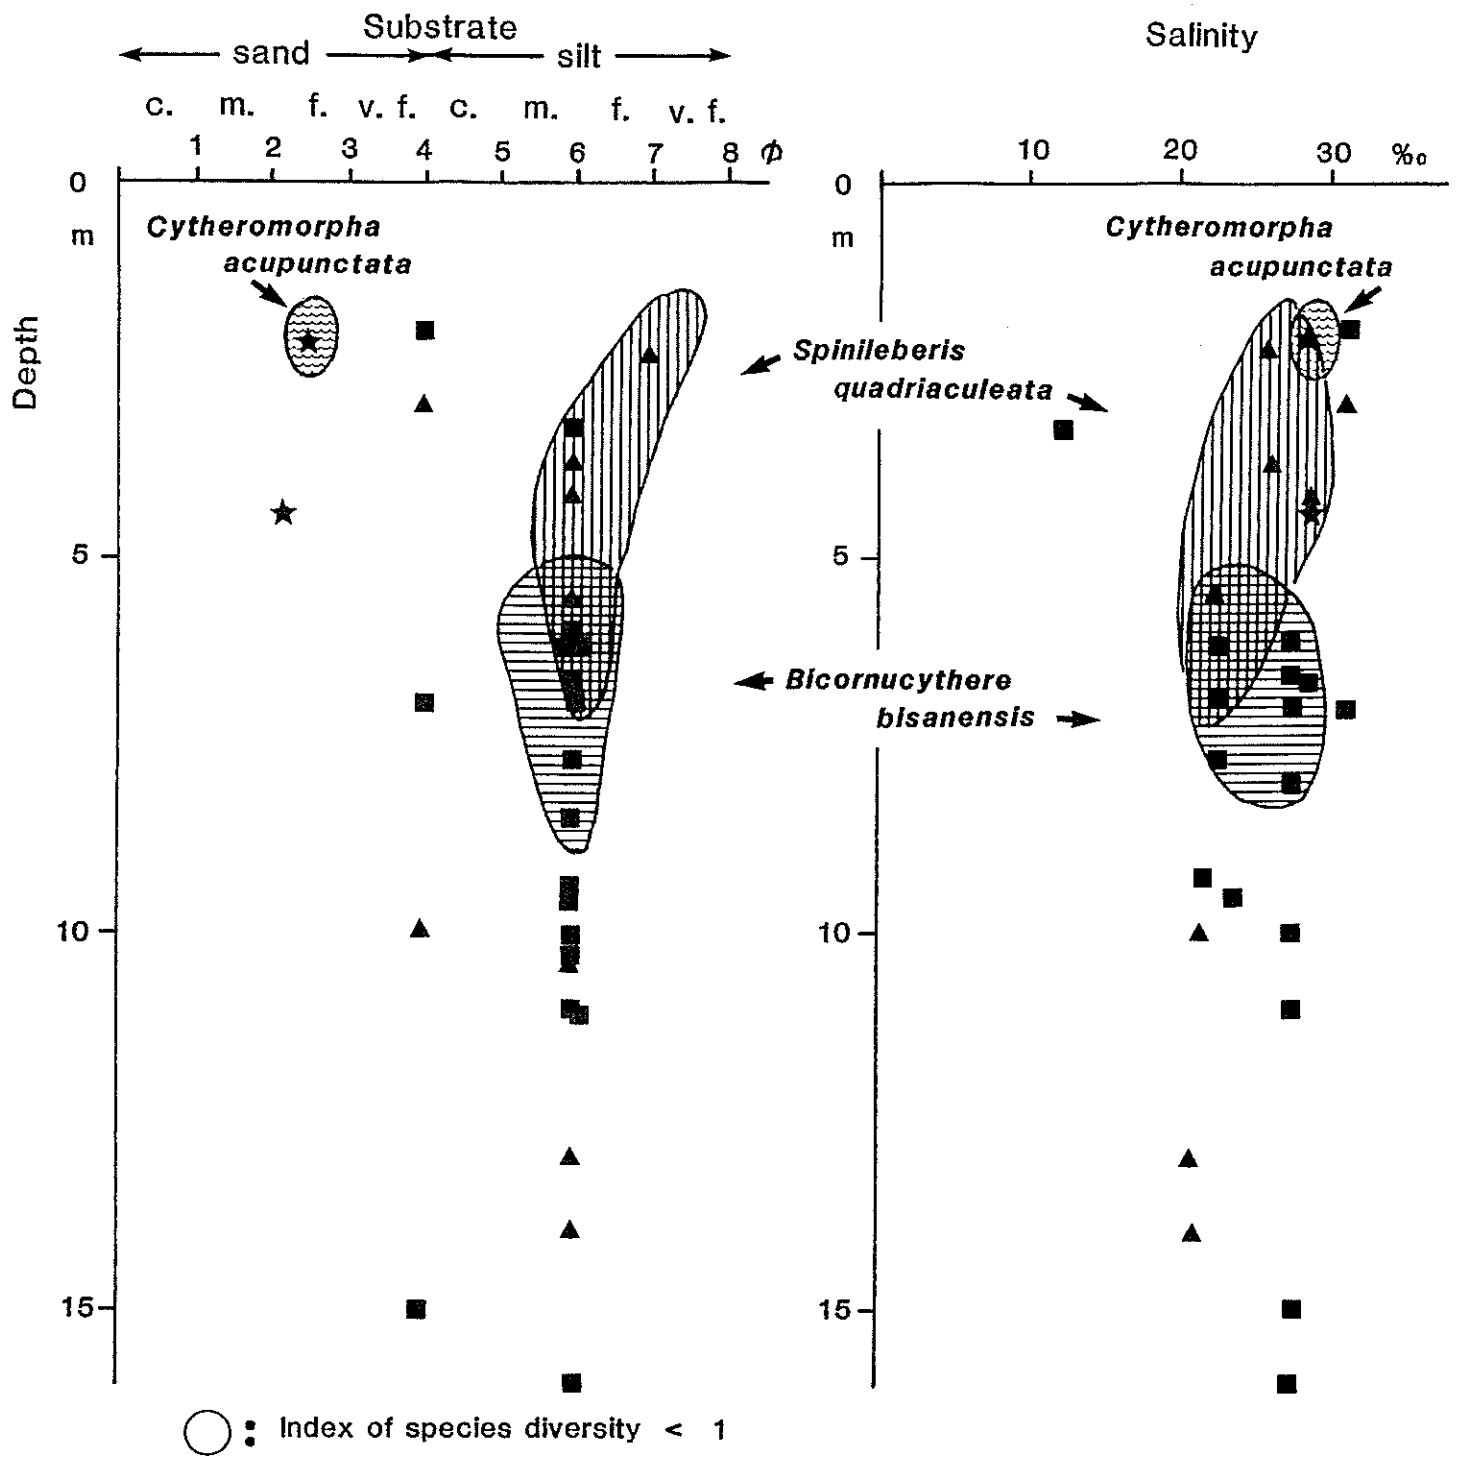 Substrate
sand silt
c. m. f. v. f. c. m. f. v. f.
1 2 3 4 5 6 7 8 ϕ
0
m
Depth
5
10
15
Cytheromorpha
acupunctata
Spinileberis
quadriaculeata
Bicornucythere
bisanensis
Salinity
10 20 30 ‰
0
m
5
10
15
Cytheromorpha
acupunctata
: Index of species diversity < 1